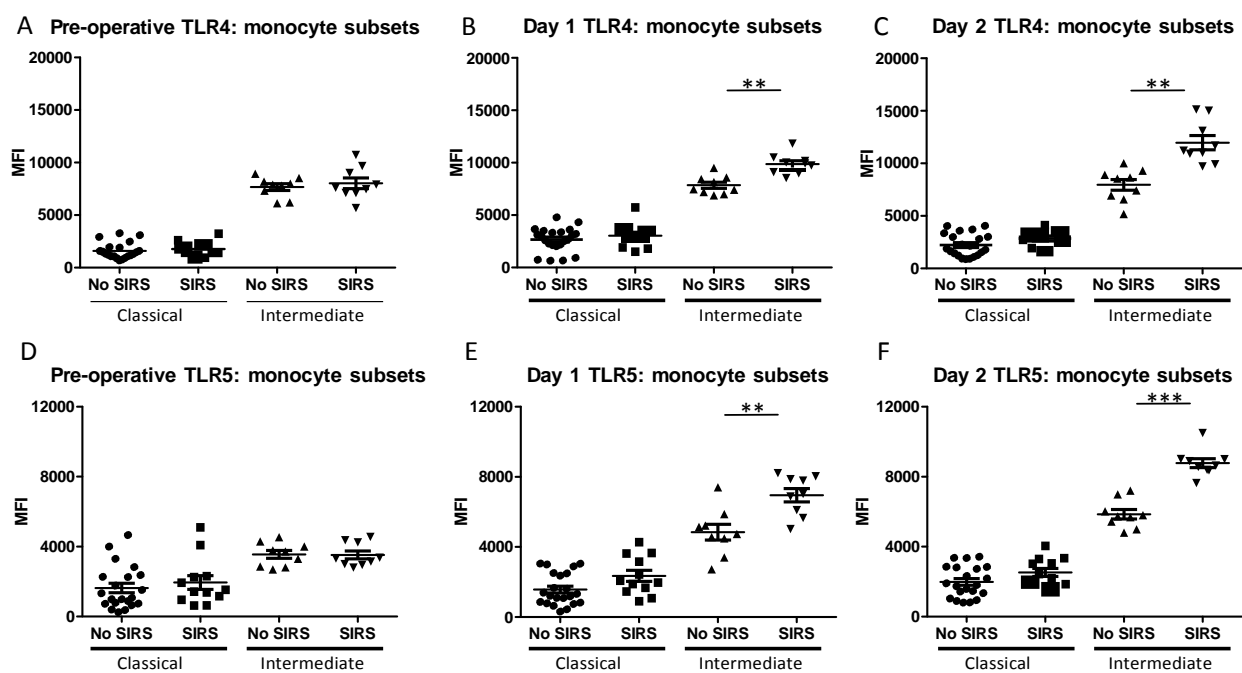 A
Pre-operative TLR4: monocyte subsets
20000
15000
10000
5000
0
MFI
No SIRS SIRS No SIRS SIRS
Classical Intermediate
B
Day 1 TLR4: monocyte subsets
20000
15000
10000
5000
0
MFI
**
No SIRS SIRS No SIRS SIRS
Classical Intermediate
C
Day 2 TLR4: monocyte subsets
20000
15000
10000
5000
0
MFI
**
No SIRS SIRS No SIRS SIRS
Classical Intermediate
D
Pre-operative TLR5: monocyte subsets
12000
8000
4000
0
MFI
No SIRS SIRS No SIRS SIRS
Classical Intermediate
E
Day 1 TLR5: monocyte subsets
12000
8000
4000
0
MFI
**
No SIRS SIRS No SIRS SIRS
Classical Intermediate
F
Day 2 TLR5: monocyte subsets
12000
8000
4000
0
MFI
***
No SIRS SIRS No SIRS SIRS
Classical Intermediate